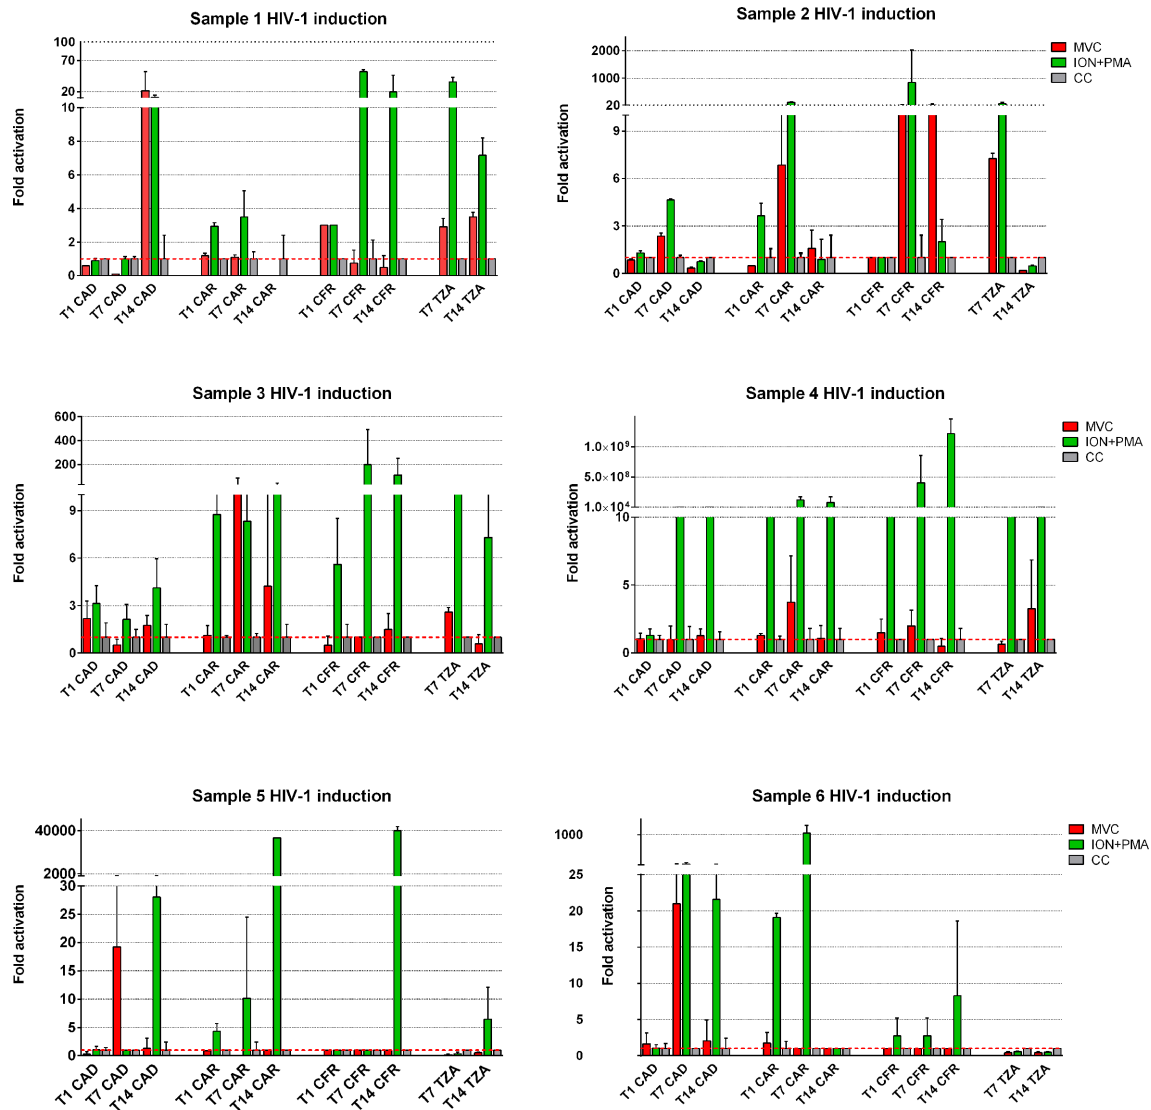 Sample 1 HIV-1 induction
Fold activation
100
70
20
10
8
6
4
2
0
T1 CAD
T7 CAD
T14 CAD
T1 CAR
T7 CAR
T14 CAR
T1 CFR
T7 CFR
T14 CFR
T7 TZA
T14 TZA
Sample 2 HIV-1 induction
Fold activation
2000
1000
20
9
6
3
0
T1 CAD
T7 CAD
T14 CAD
T1 CAR
T7 CAR
T14 CAR
T1 CFR
T7 CFR
T14 CFR
T7 TZA
T14 TZA
MVC
ION+PMA
CC
Sample 3 HIV-1 induction
Fold activation
600
400
200
9
6
3
0
T1 CAD
T7 CAD
T14 CAD
T1 CAR
T7 CAR
T14 CAR
T1 CFR
T7 CFR
T14 CFR
T7 TZA
T14 TZA
Sample 4 HIV-1 induction
Fold activation
1.0×10⁹
5.0×10⁸
1.0×10⁴
10
5
0
T1 CAD
T7 CAD
T14 CAD
T1 CAR
T7 CAR
T14 CAR
T1 CFR
T7 CFR
T14 CFR
T7 TZA
T14 TZA
MVC
ION+PMA
CC
Sample 5 HIV-1 induction
Fold activation
40000
2000
30
20
15
10
5
0
T1 CAD
T7 CAD
T14 CAD
T1 CAR
T7 CAR
T14 CAR
T1 CFR
T7 CFR
T14 CFR
T7 TZA
T14 TZA
Sample 6 HIV-1 induction
Fold activation
1000
25
20
15
10
5
0
T1 CAD
T7 CAD
T14 CAD
T1 CAR
T7 CAR
T14 CAR
T1 CFR
T7 CFR
T14 CFR
T7 TZA
T14 TZA
MVC
ION+PMA
CC